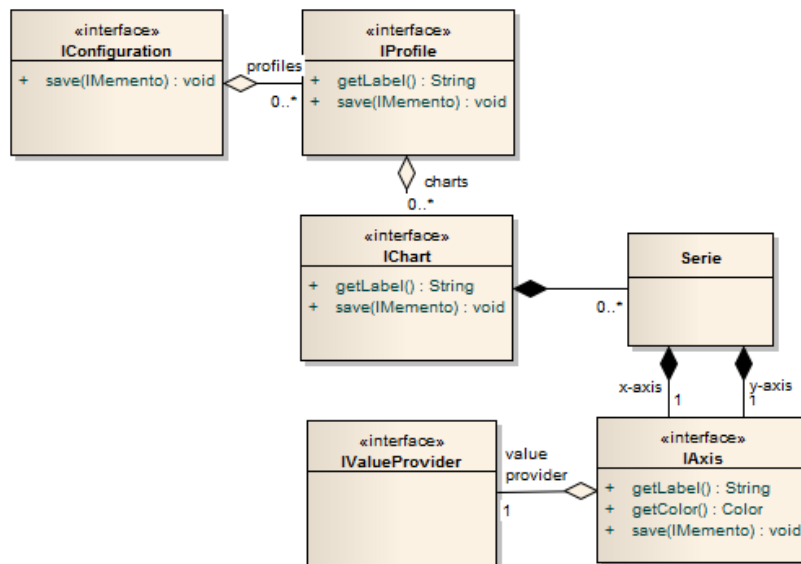 «interface»
IConfiguration
+ save(IMemento) : void
profiles
0..*
«interface»
IProfile
+ getLabel() : String
+ save(IMemento) : void
charts
0..*
«interface»
IChart
+ getLabel() : String
+ save(IMemento) : void
0..*
Serie
x-axis
1
y-axis
1
«interface»
IValueProvider
value
provider
1
«interface»
IAxis
+ getLabel() : String
+ getColor() : Color
+ save(IMemento) : void